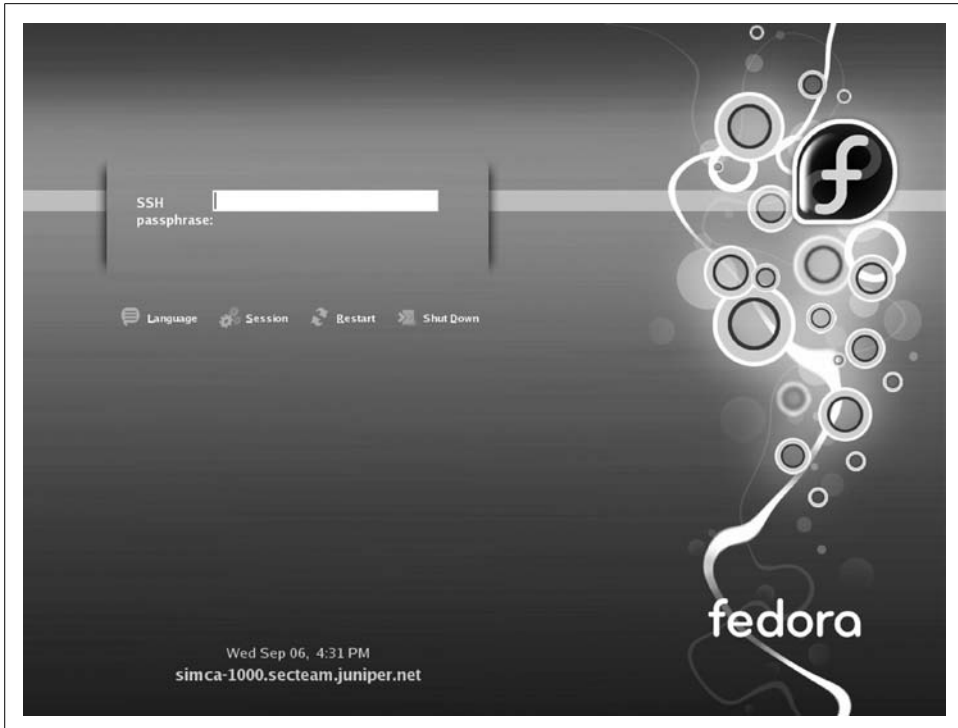 SSH
passphrase:
Language Session Restart Shut Down
Wed Sep 06, 4:31 PM
simca-1000.secteam.juniper.net
fedora